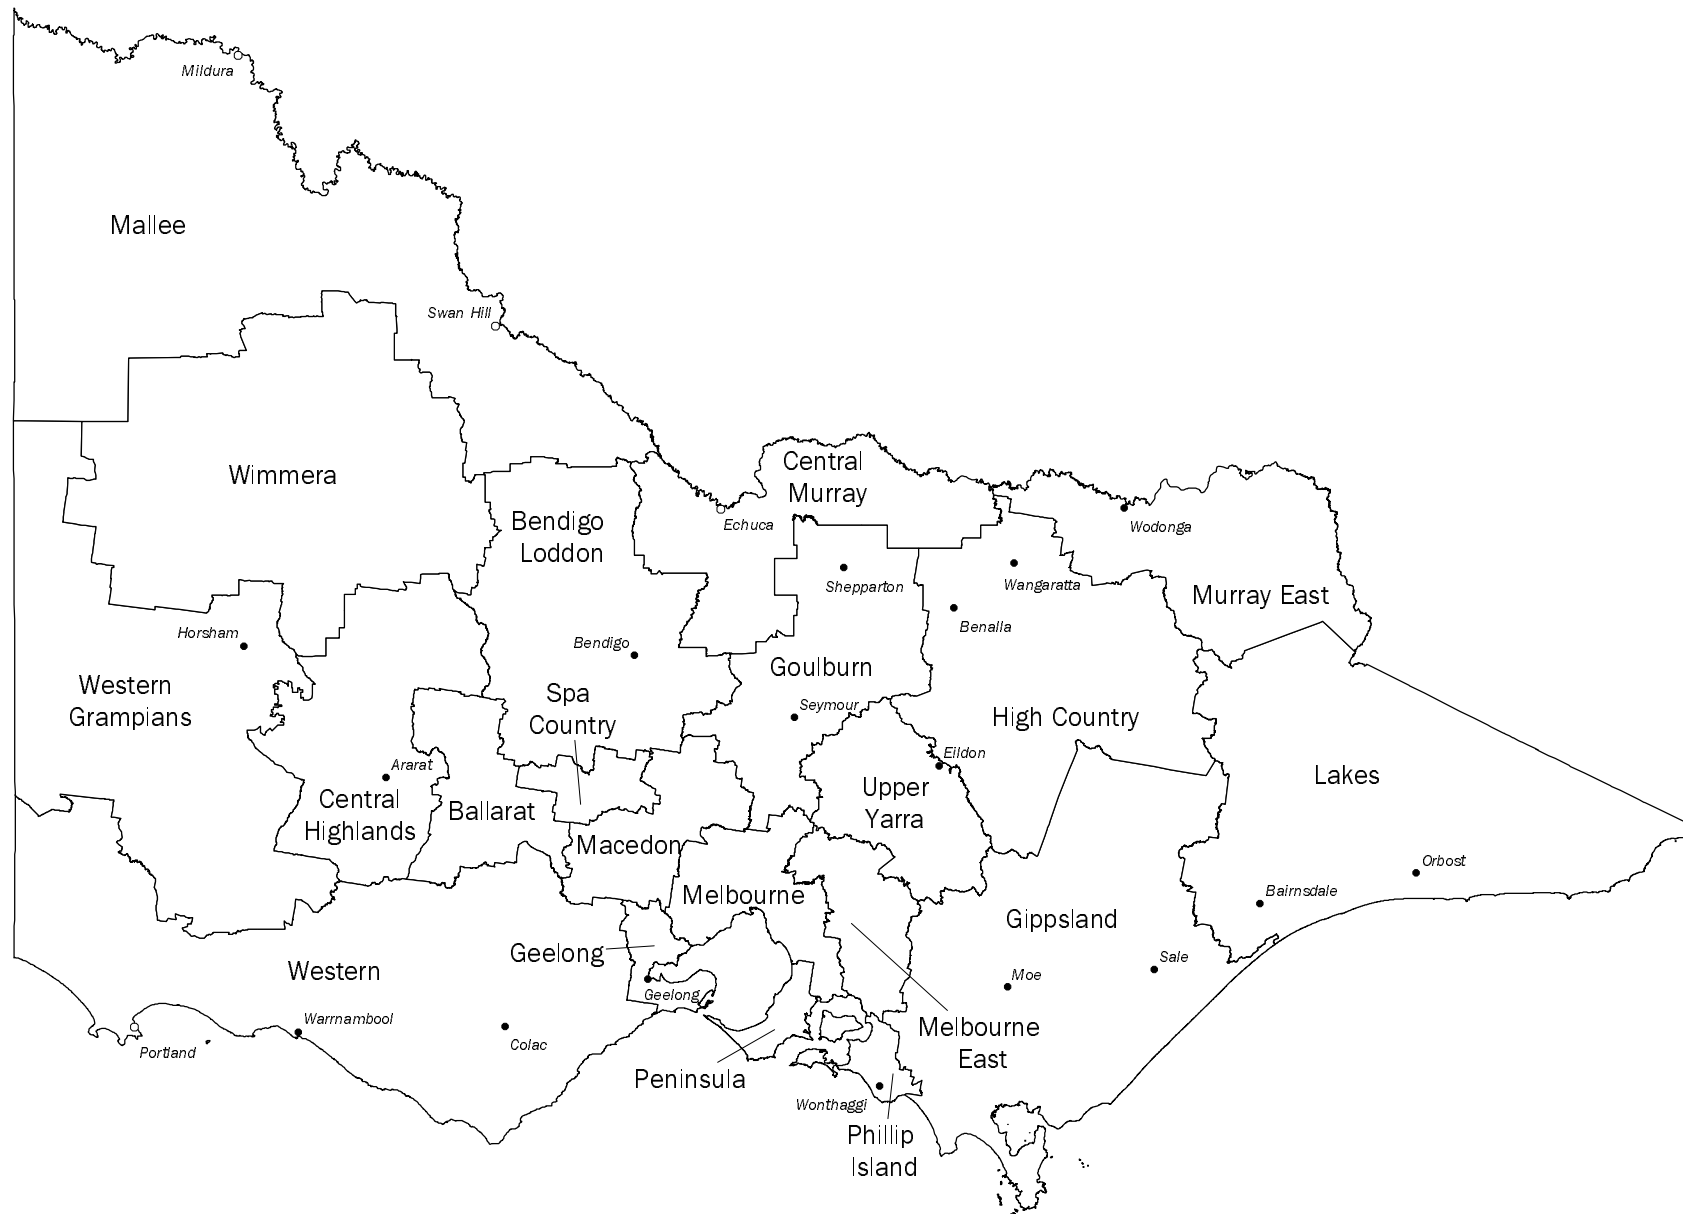 Mildura
Mallee
Swan Hill
Central
Murray
Wimmera
Bendigo
Loddon
Echuca
Wodonga
Shepparton
Wangaratta
Murray East
Benalla
Horsham
Bendigo
Goulburn
Western
Grampians
Spa
Country
Seymour
High Country
Eildon
Ararat
Lakes
Central
Highlands
Ballarat
Upper
Yarra
Macedon
Orbost
Melbourne
Bairnsdale
Gippsland
Geelong
Sale
Western
Moe
Geelong
Warrnambool
Melbourne
East
Colac
Portland
Peninsula
Wonthaggi
Phillip
Island